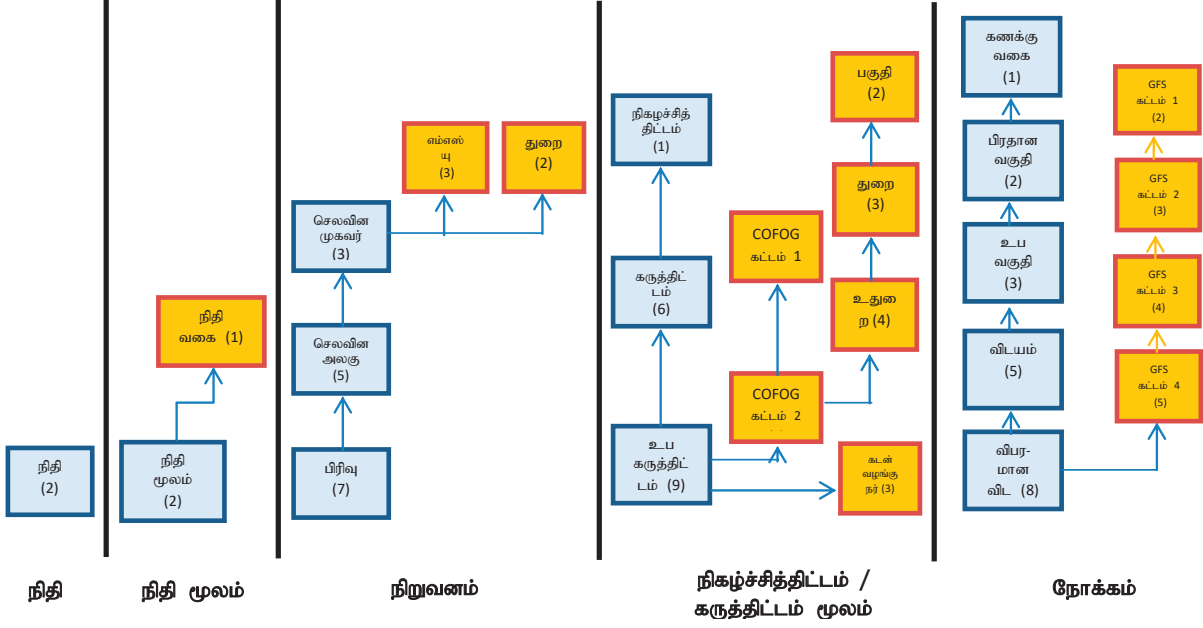 நிதி
(2)
நிதி
நிதி
வகை (1)
நிதி
மூலம்
(2)
நிதி மூலம்
எம்எஸ்
யு
(3)
துறை
(2)
செலவின
முகவர்
(3)
செலவின
அலகு
(5)
பிரிவு
(7)
நிறுவனம்
நிகழச்சித்
திட்டம்
(1)
கருத்திட்
டம்
(6)
உப
கருத்திட்
டம் (9)
COFOG
கட்டம் 1
COFOG
கட்டம் 2
பகுதி
(2)
துறை
(3)
உதுை
ற (4)
கடன்
வழங்கு
நர் (3)
நிகழ்ச்சித்திட்டம் /
கருத்திட்டம் மூலம்
கணக்கு
வகை
(1)
பிரதான
வகுதி
(2)
உப
வகுதி
(3)
விடயம்
(5)
விபர-
மான
விட (8)
GFS
கட்டம் 1
(2)
GFS
கட்டம் 2
(3)
GFS
கட்டம் 3
(4)
GFS
கட்டம் 4
(5)
நோக்கம்